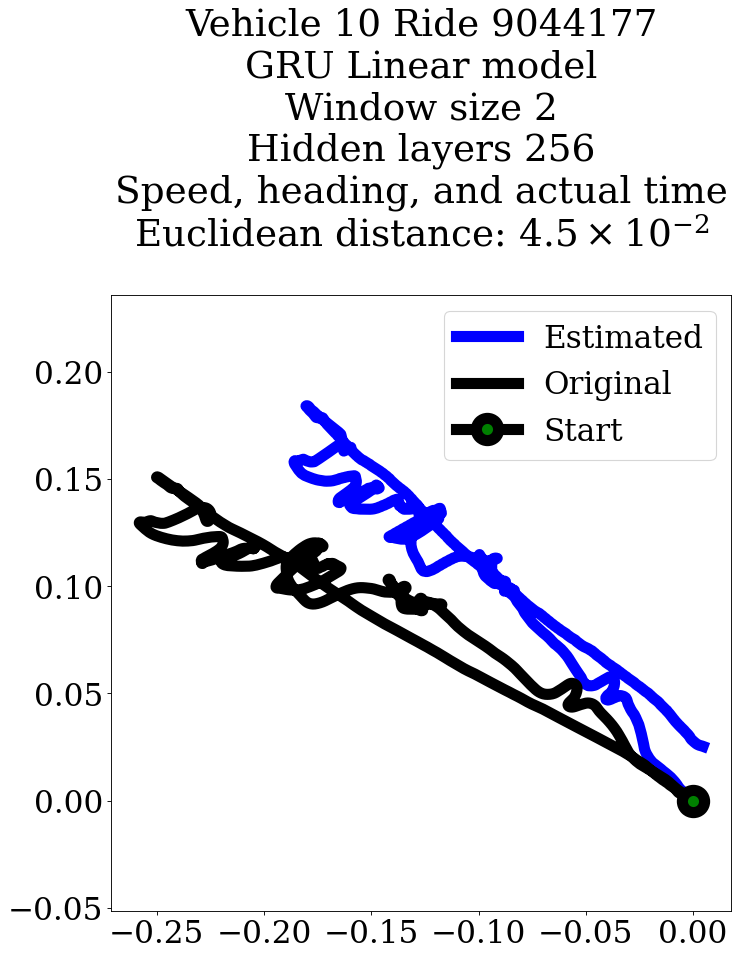 Vehicle 10 Ride 9044177
GRU Linear model
Window size 2
Hidden layers 256
Speed, heading, and actual time
Euclidean distance: 4.5 × 10⁻²
Estimated
Original
Start
0.20
0.15
0.10
0.05
0.00
−0.05
−0.25 −0.20 −0.15 −0.10 −0.05 0.00